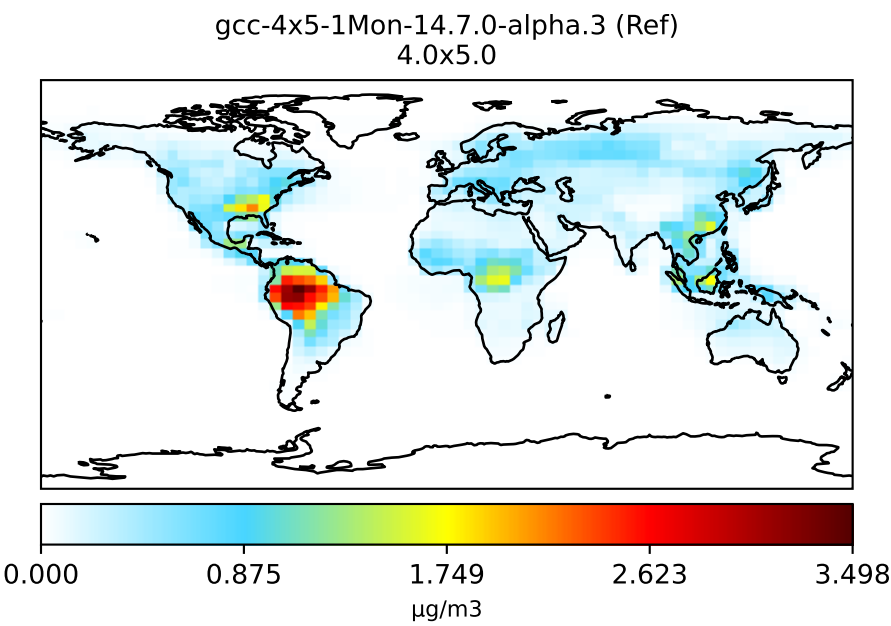 gcc-4x5-1Mon-14.7.0-alpha.3 (Ref)
4.0x5.0
0.000 0.875 1.749 2.623 3.498
μg/m3